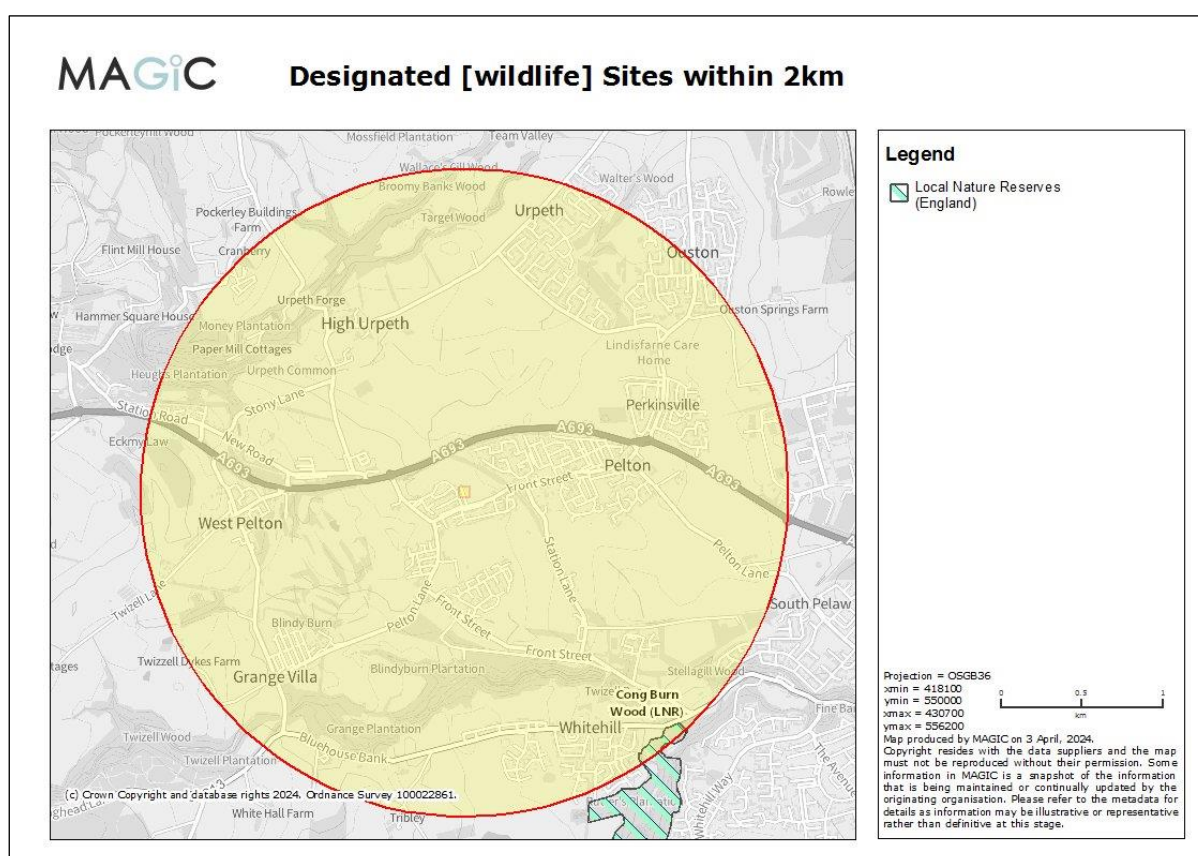 MAGiC
Designated [wildlife] Sites within 2km
Pockerleyhill Wood
Mossfield Plantation
Team Valley
Wallace's Gill Wood
Walter's Wood
Broomy Banks Wood
Pockerley Buildings
Farm
Target Wood
Urpeth
Flint Mill House
Cranberry
Ouston
Urpeth Forge
Hammer Square House
Ouston Springs Farm
Money Plantation
High Urpeth
Paper Mill Cottages
Lindisfarne Care
Home
Heughs Plantation
Urpeth Common
Stony Lane
Station Road
Perkinsville
Eckmy Law
New Road
A693
A693
A693
A693
Pelton
Front Street
West Pelton
Station Lane
Pelton Lane
Twizell Lane
South Pelaw
Blindy Burn
Pelton Lane
Front Street
Front Street
Twizzell Dykes Farm
Blindyburn Plantation
Stellagill Wood
Grange Villa
Cong Burn
Wood (LNR)
Grange Plantation
Whitehill
Twizell Wood
Bluehouse Bank
Twizell Plantation
The Avenue
Whitehill Way
(c) Crown Copyright and database rights 2024. Ordnance Survey 100022861.
White Hall Farm
Tribley
Legend
Local Nature Reserves
(England)
Projection = OSGB36
xmin = 418100
ymin = 550000
xmax = 430700
ymax = 556200
0 0.5 1
km
Map produced by MAGIC on 3 April, 2024.
Copyright resides with the data suppliers and the map
must not be reproduced without their permission. Some
information in MAGIC is a snapshot of the information
that is being maintained or continually updated by the
originating organisation. Please refer to the metadata for
details as information may be illustrative or representative
rather than definitive at this stage.